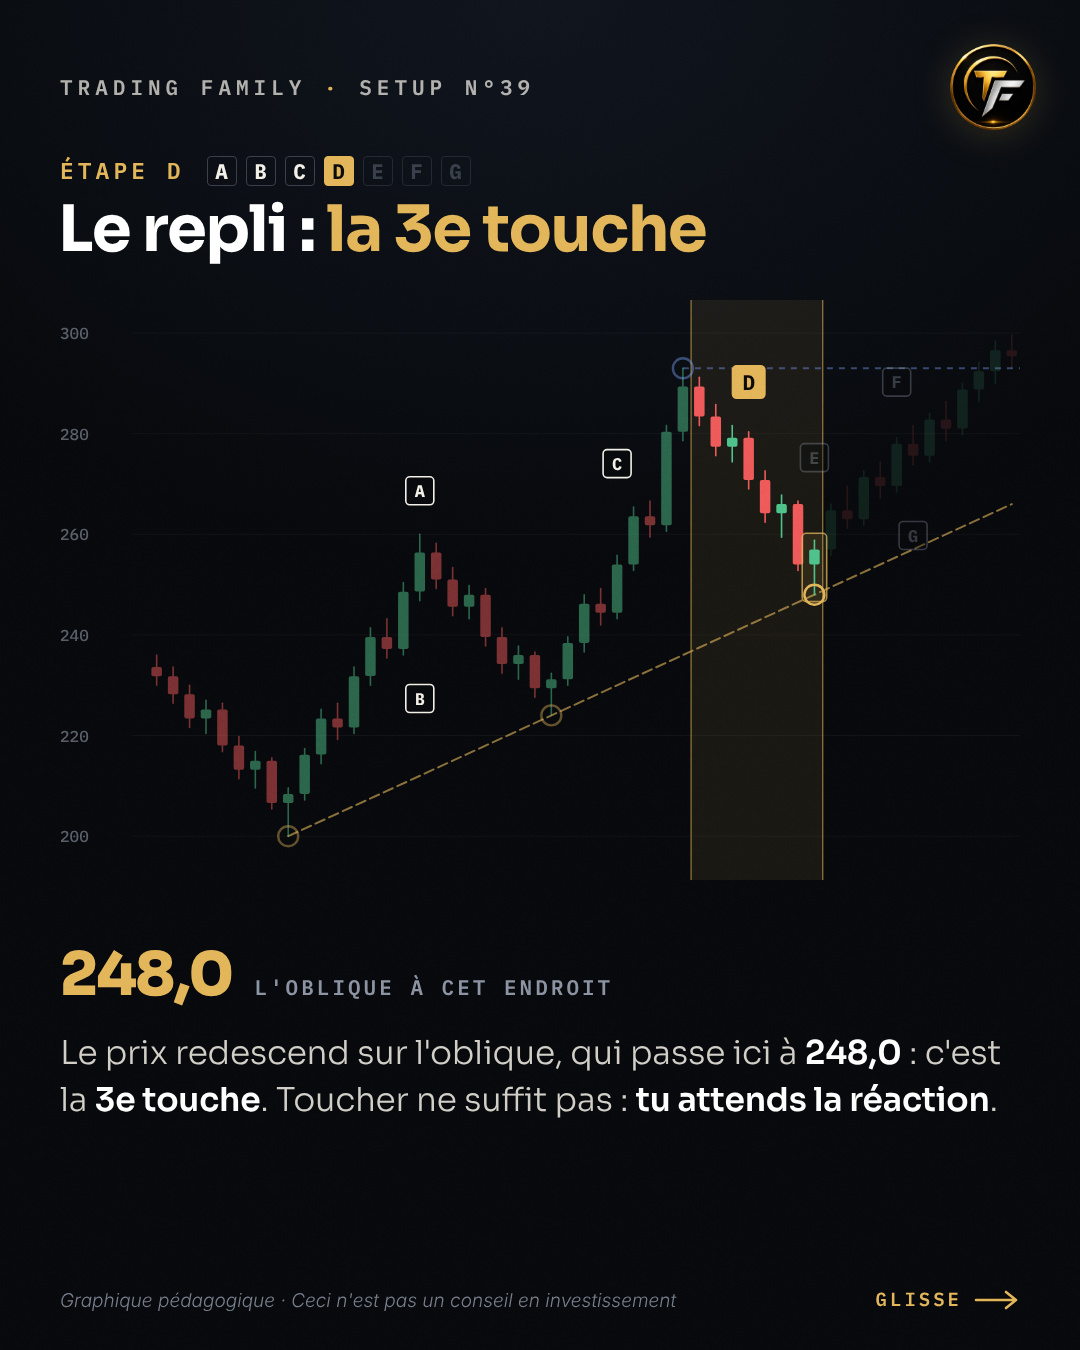 TRADING FAMILY · SETUP N°39
TF
ÉTAPE D A B C D E F G
Le repli : la 3e touche
300
D
F
280
C
E
A
260
G
240
B
220
200
248,0 L'OBLIQUE À CET ENDROIT
Le prix redescend sur l'oblique, qui passe ici à 248,0 : c'est
la 3e touche. Toucher ne suffit pas : tu attends la réaction.
Graphique pédagogique · Ceci n'est pas un conseil en investissement
GLISSE →